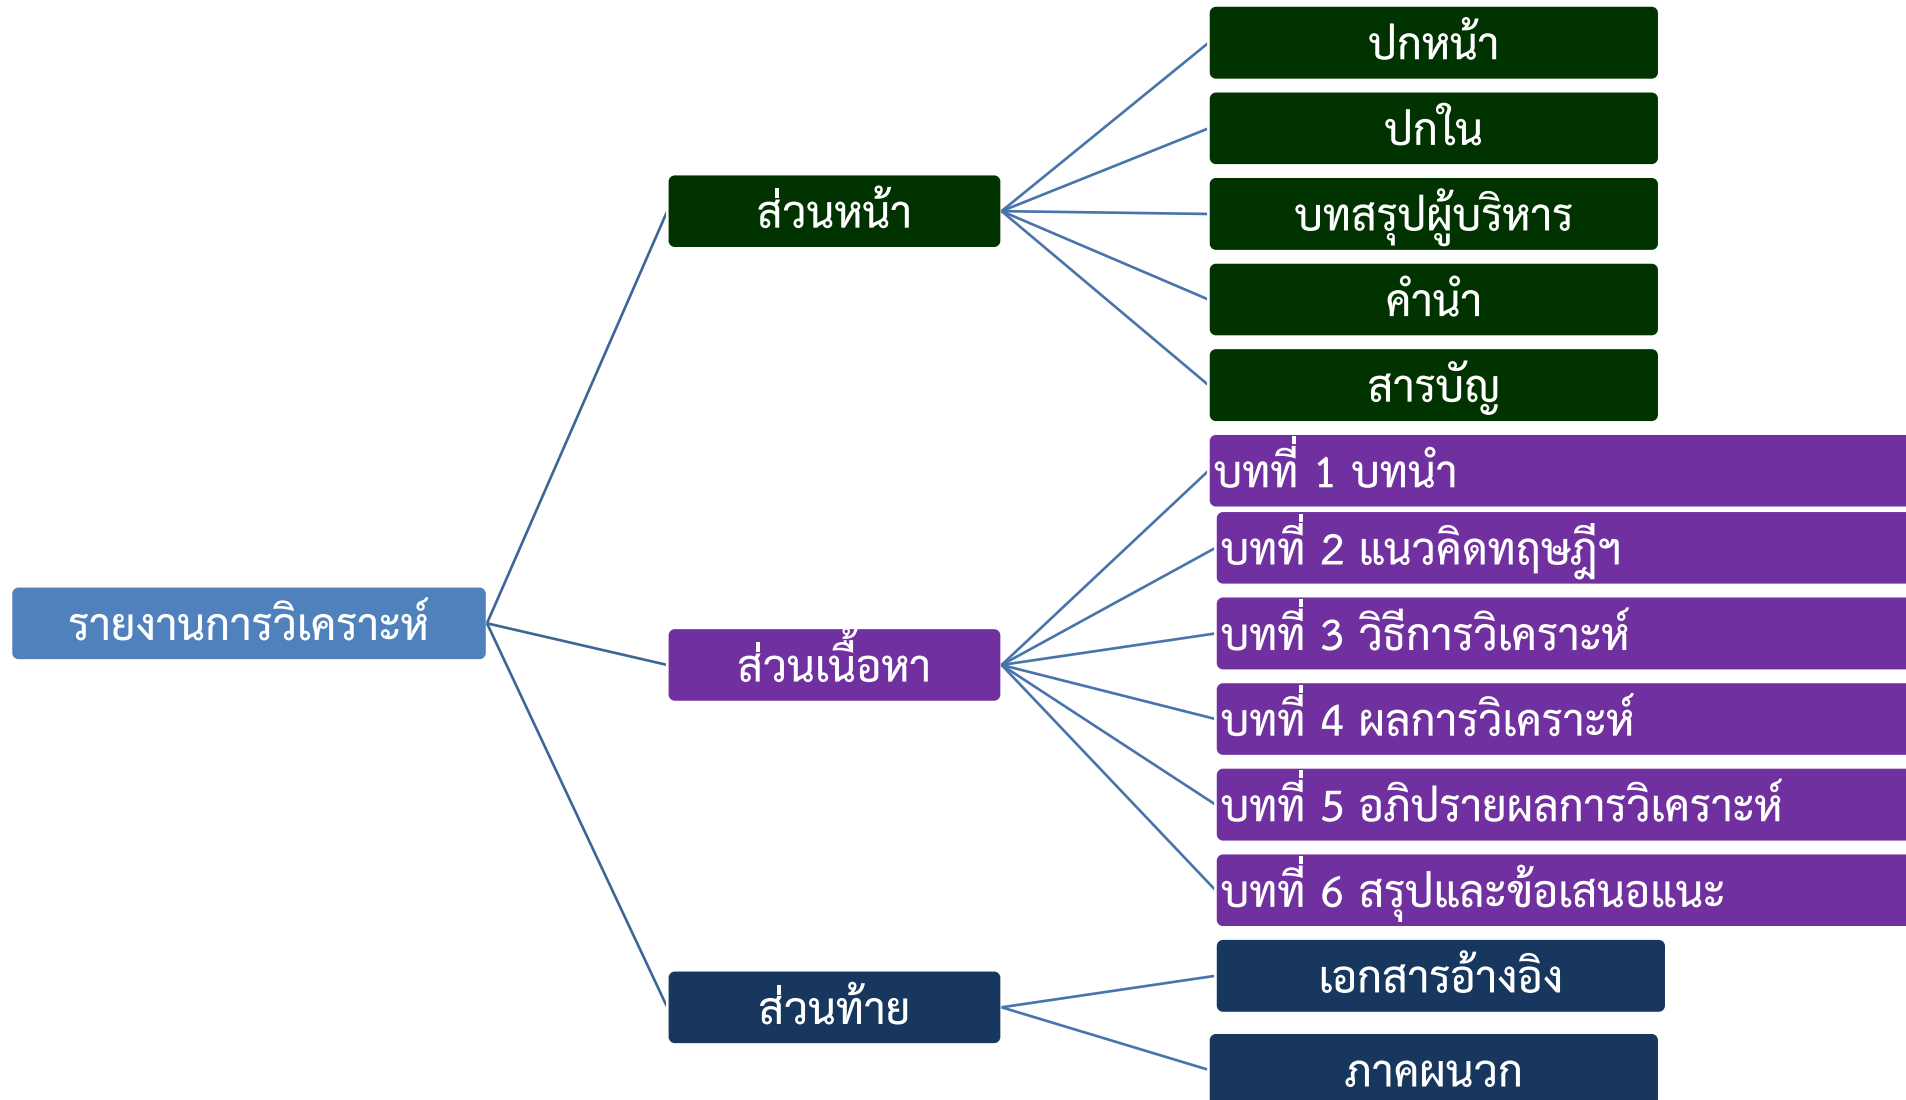 รายงานการวิเคราะห์
ส่วนหน้า
ปกหน้า
ปกใน
บทสรุปผู้บริหาร
คำนำ
สารบัญ
ส่วนเนื้อหา
บทที่ 1 บทนำ
บทที่ 2 แนวคิดทฤษฎีฯ
บทที่ 3 วิธีการวิเคราะห์
บทที่ 4 ผลการวิเคราะห์
บทที่ 5 อภิปรายผลการวิเคราะห์
บทที่ 6 สรุปและข้อเสนอแนะ
ส่วนท้าย
เอกสารอ้างอิง
ภาคผนวก